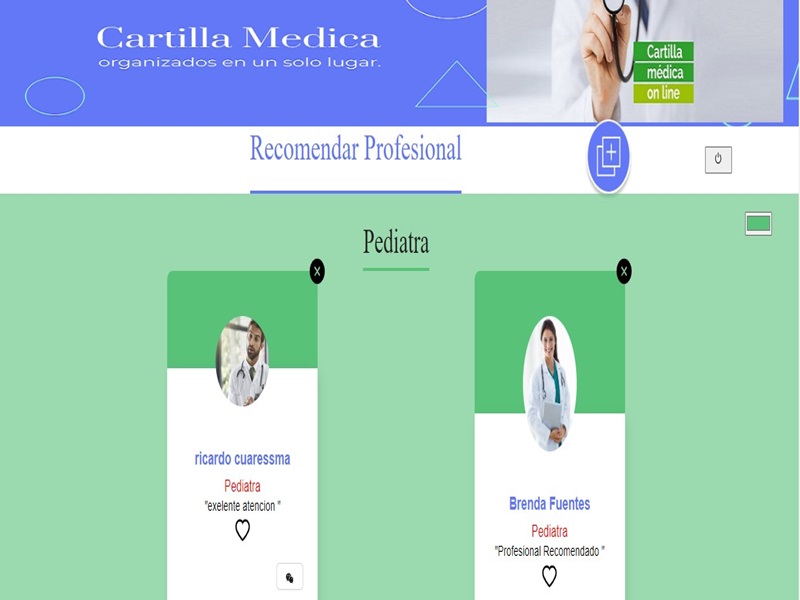 Cartilla Medica
organizados en un solo lugar.
Cartilla
médica
on line
Recomendar Profesional
Pediatra
X
X
ricardo cuaressma
Pediatra
"exelente atencion "
Brenda Fuentes
Pediatra
"Profesional Recomendado "